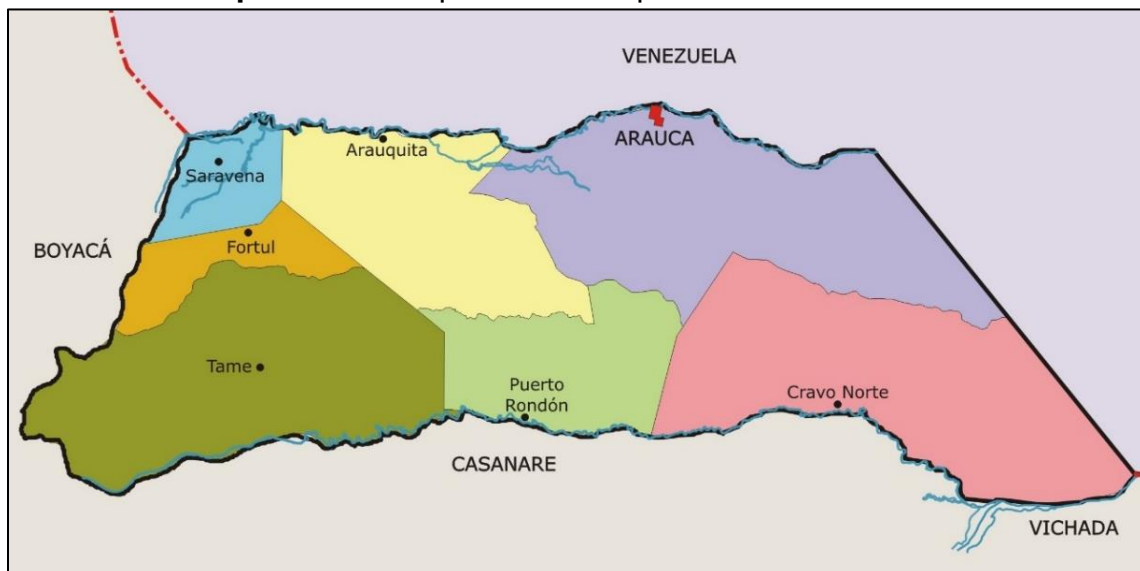 VENEZUELA
ARAUCA
Arauquita
Saravena
BOYACÁ
Fortul
Tame
Puerto
Rondón
Cravo Norte
CASANARE
VICHADA